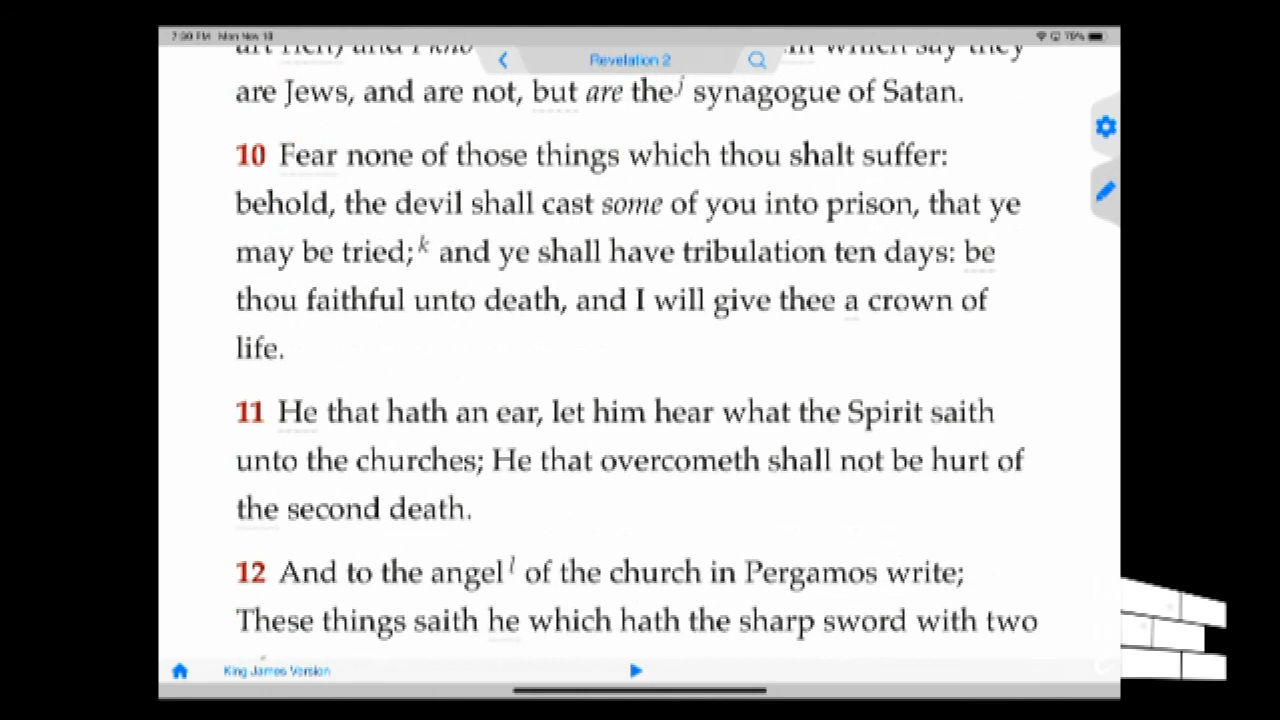 7:00 PM Mon Nov 18 70%
Revelation 2
which say they
are Jews, and are not, but are the j synagogue of Satan.
10 Fear none of those things which thou shalt suffer:
behold, the devil shall cast some of you into prison, that ye
may be tried; k and ye shall have tribulation ten days: be
thou faithful unto death, and I will give thee a crown of
life.
11 He that hath an ear, let him hear what the Spirit saith
unto the churches; He that overcometh shall not be hurt of
the second death.
12 And to the angel l of the church in Pergamos write;
These things saith he which hath the sharp sword with two
King James Version